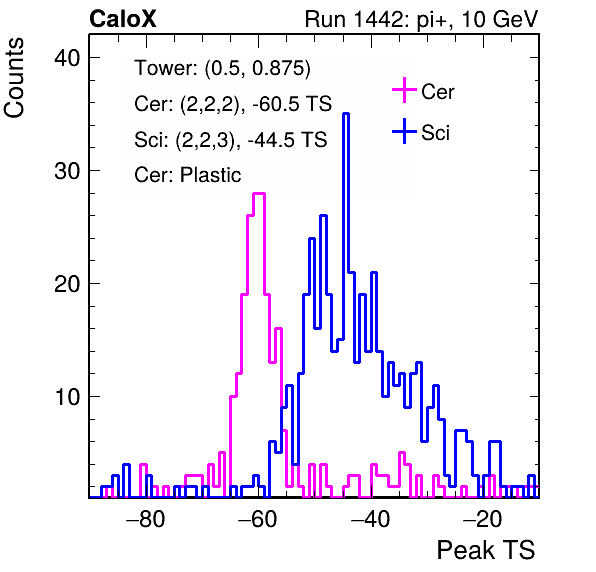 CaloX Run 1442: pi+, 10 GeV
Counts
Tower: (0.5, 0.875)
Cer: (2,2,2), -60.5 TS
Sci: (2,2,3), -44.5 TS
Cer: Plastic
Cer
Sci
40
30
20
10
−80 −60 −40 −20
Peak TS